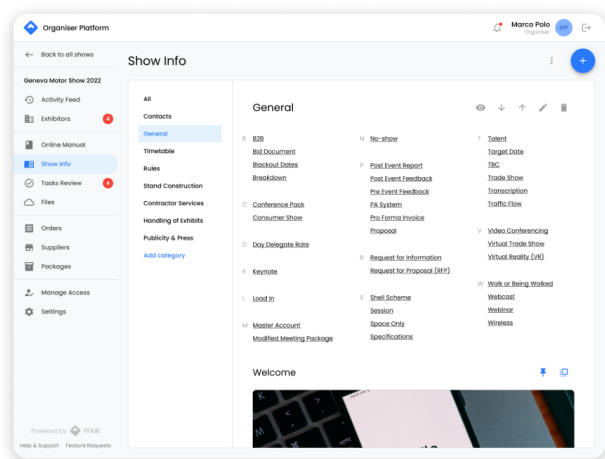 Organiser Platform
Marco Polo
Organiser
MP
Back to all shows
Show Info
+
Geneva Motor Show 2022
Activity Feed
Exhibitors 4
Online Manual
Show Info
Tasks Review 4
Files
Orders
Suppliers
Packages
Manage Access
Settings
Powered by FFAIR
Help & Support Feature Requests
All
Contacts
General
Timetable
Rules
Stand Construction
Contractor Services
Handling of Exhibits
Publicity & Press
Add category
General
B B2B
Bid Document
Blackout Dates
Breakdown
C Conference Pack
Consumer Show
D Day Delegate Rate
K Keynote
L Load In
M Master Account
Modified Meeting Package
N No-show
P Post Event Report
Post Event Feedback
Pre Event Feedback
PA System
Pro Forma Invoice
Proposal
R Request for Information
Request for Proposal (RFP)
S Shell Scheme
Session
Space Only
Specifications
T Talent
Target Date
TBC
Trade Show
Transcription
Traffic Flow
V Video Conferencing
Virtual Trade Show
Virtual Reality (VR)
W Walk or Being Walked
Webcast
Webinar
Wireless
Welcome